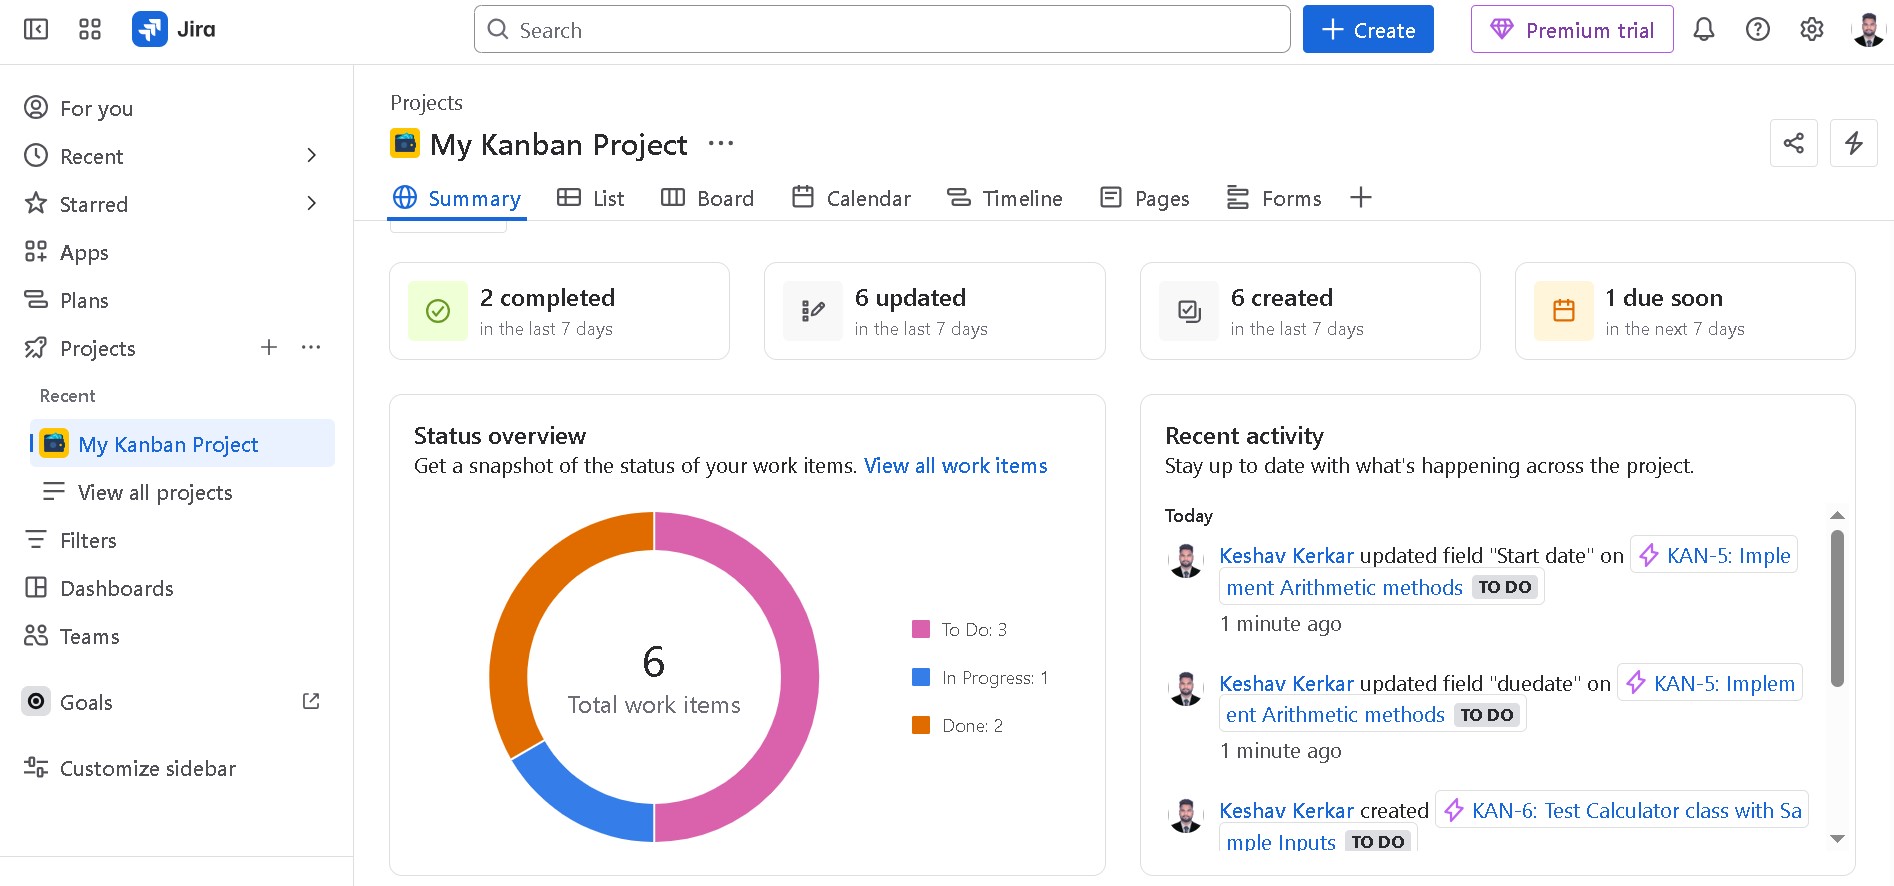 Jira
Search
Create
Premium trial
For you
Recent
Starred
Apps
Plans
Projects
Recent
My Kanban Project
View all projects
Filters
Dashboards
Teams
Goals
Customize sidebar
Projects
My Kanban Project
Summary
List
Board
Calendar
Timeline
Pages
Forms
2 completed
in the last 7 days
6 updated
in the last 7 days
6 created
in the last 7 days
1 due soon
in the next 7 days
Status overview
Get a snapshot of the status of your work items. View all work items
6
Total work items
To Do: 3
In Progress: 1
Done: 2
Recent activity
Stay up to date with what's happening across the project.
Today
Keshav Kerkar updated field "Start date" on KAN-5: Imple
ment Arithmetic methods TO DO
1 minute ago
Keshav Kerkar updated field "duedate" on KAN-5: Implem
ent Arithmetic methods TO DO
1 minute ago
Keshav Kerkar created KAN-6: Test Calculator class with Sa
mple Inputs TO DO